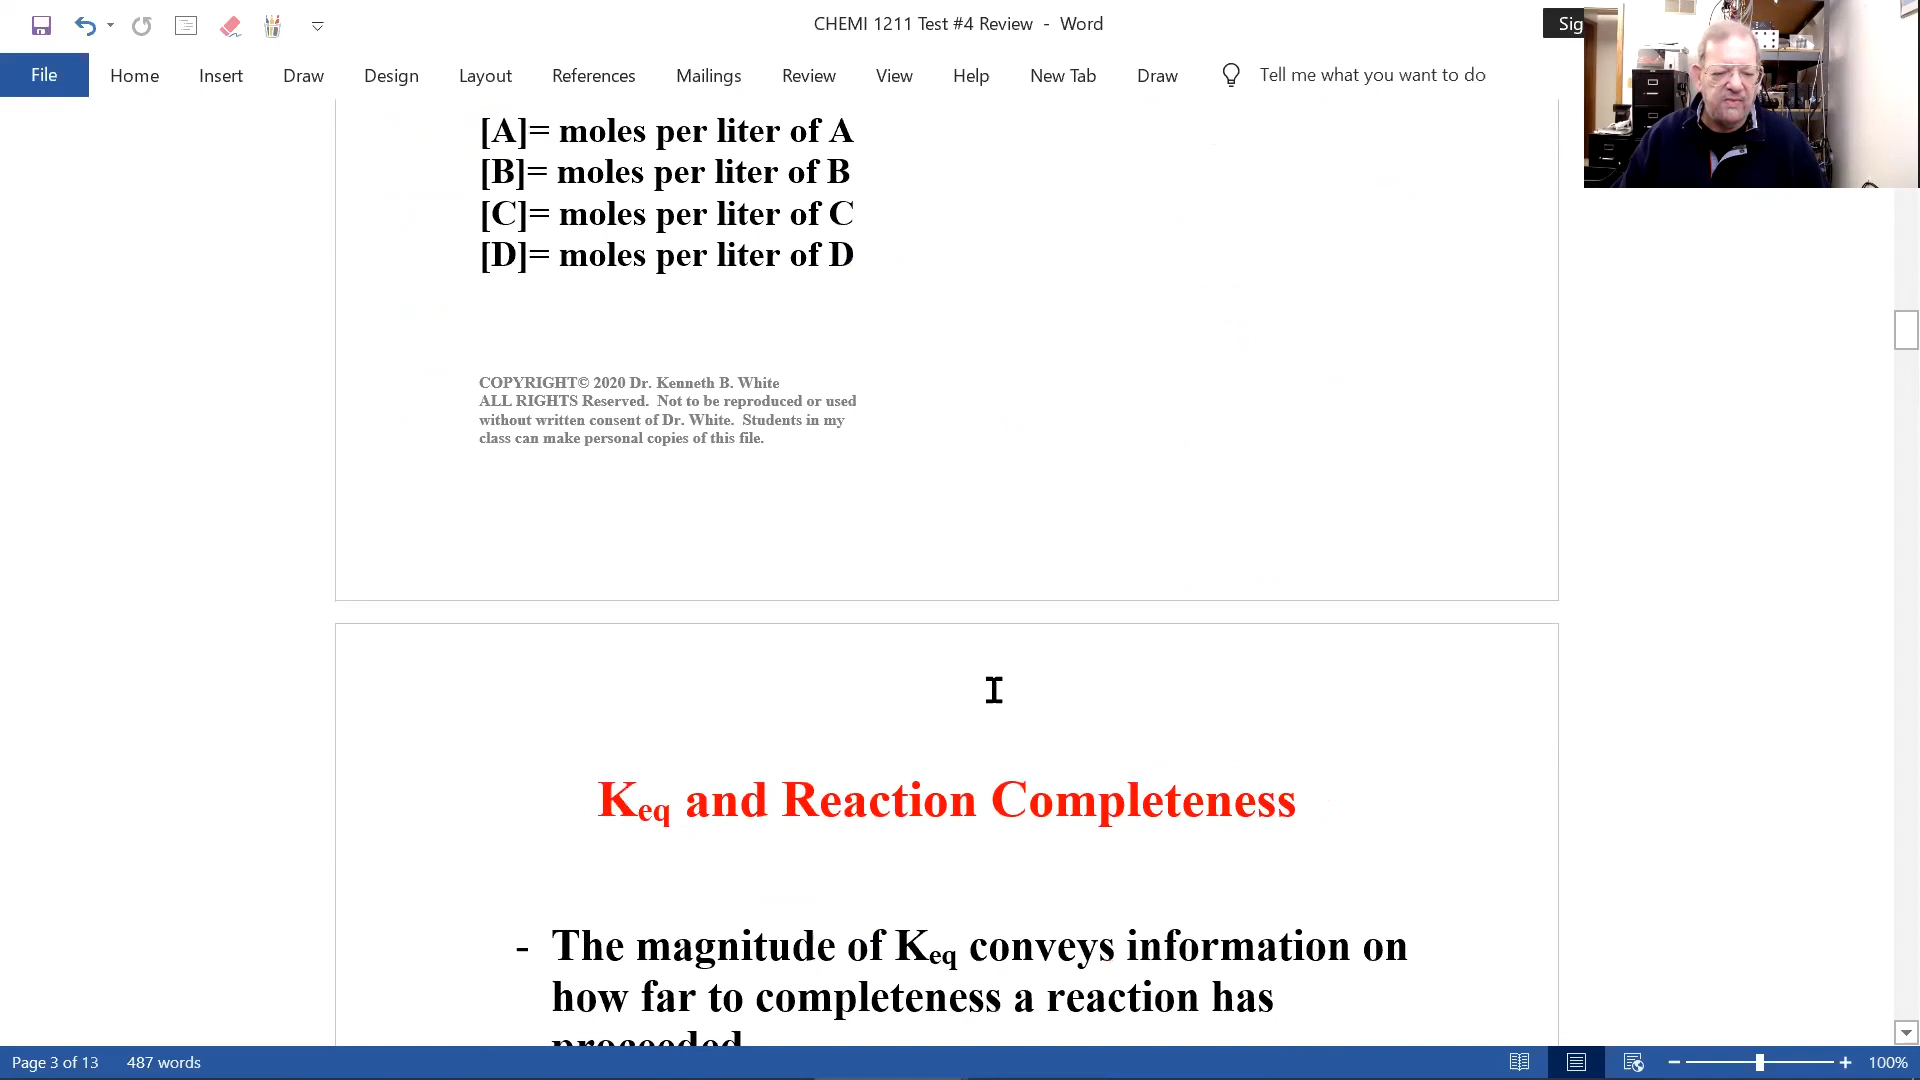 CHEMI 1211 Test #4 Review - Word
Sig
File Home Insert Draw Design Layout References Mailings Review View Help New Tab Draw Tell me what you want to do
[A]= moles per liter of A
[B]= moles per liter of B
[C]= moles per liter of C
[D]= moles per liter of D
COPYRIGHT© 2020 Dr. Kenneth B. White
ALL RIGHTS Reserved. Not to be reproduced or used
without written consent of Dr. White. Students in my
class can make personal copies of this file.
Keq and Reaction Completeness
- The magnitude of Keq conveys information on
how far to completeness a reaction has
proceeded
Page 3 of 13 487 words 100%